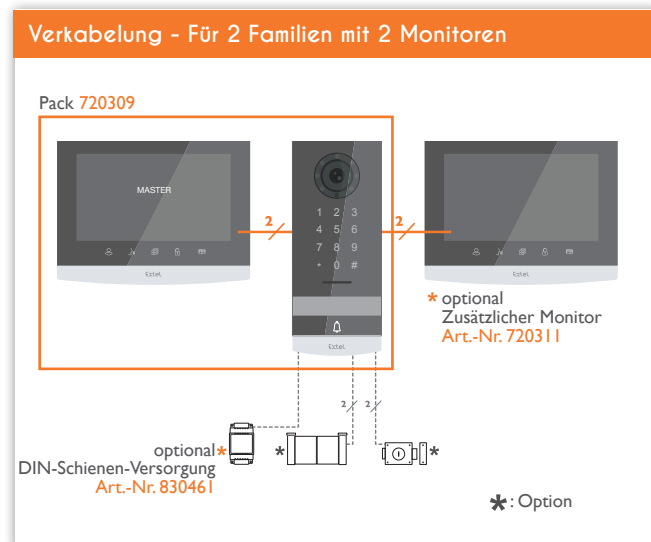 Verkabelung - Für 2 Familien mit 2 Monitoren
Pack 720309
MASTER
Extel
2
1 2 3
4 5 6
7 8 9
* 0 #
Extel
2
Extel
* optional
Zusätzlicher Monitor
Art.-Nr. 720311
2
2
optional *
DIN-Schienen-Versorgung
Art.-Nr. 830461
*
*
* : Option